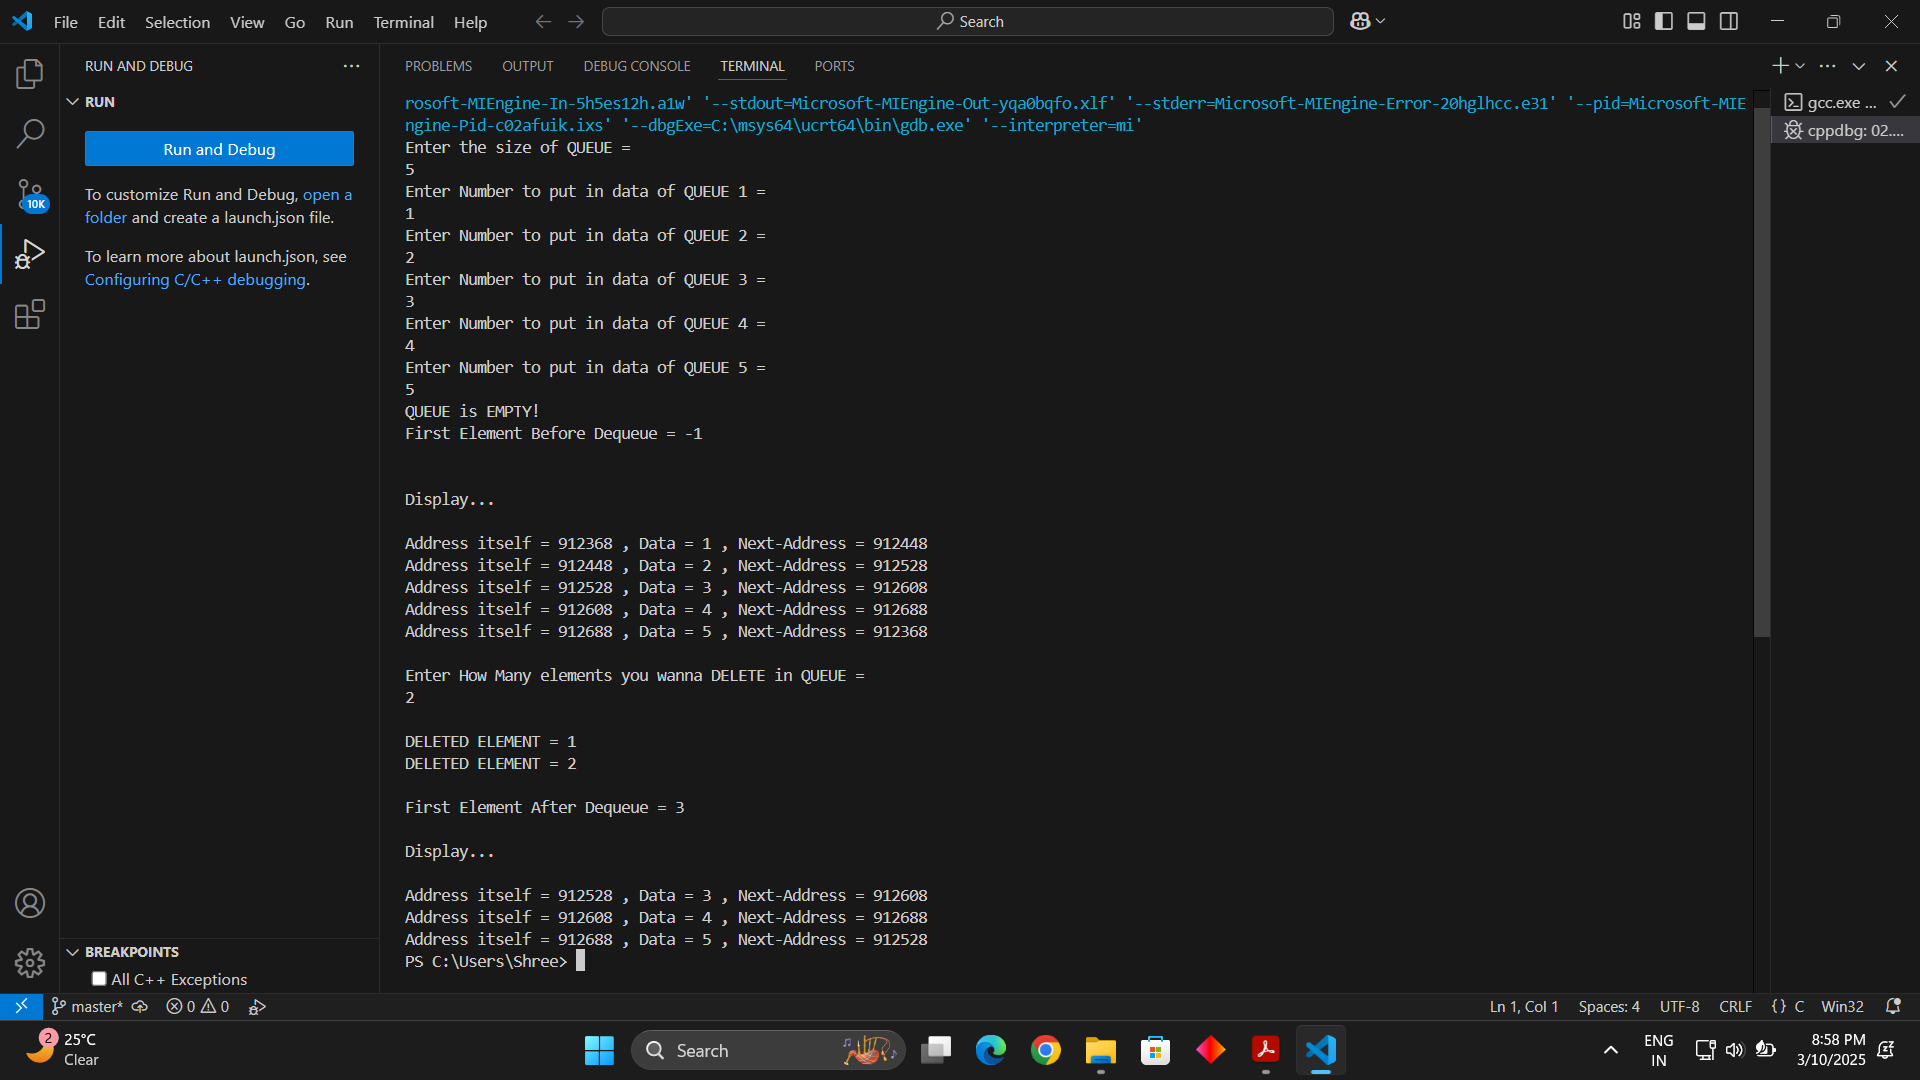 File Edit Selection View Go Run Terminal Help
Search
RUN AND DEBUG
RUN
Run and Debug
To customize Run and Debug, open a
folder and create a launch.json file.
To learn more about launch.json, see
Configuring C/C++ debugging.
10K
BREAKPOINTS
All C++ Exceptions
PROBLEMS OUTPUT DEBUG CONSOLE TERMINAL PORTS
rosoft-MIEngine-In-5h5es12h.a1w' '--stdout=Microsoft-MIEngine-Out-yqa0bqfo.xlf' '--stderr=Microsoft-MIEngine-Error-20hglhcc.e31' '--pid=Microsoft-MIE
ngine-Pid-c02afuik.ixs' '--dbgExe=C:\msys64\ucrt64\bin\gdb.exe' '--interpreter=mi'
Enter the size of QUEUE =
5
Enter Number to put in data of QUEUE 1 =
1
Enter Number to put in data of QUEUE 2 =
2
Enter Number to put in data of QUEUE 3 =
3
Enter Number to put in data of QUEUE 4 =
4
Enter Number to put in data of QUEUE 5 =
5
QUEUE is EMPTY!
First Element Before Dequeue = -1
Display...
Address itself = 912368 , Data = 1 , Next-Address = 912448
Address itself = 912448 , Data = 2 , Next-Address = 912528
Address itself = 912528 , Data = 3 , Next-Address = 912608
Address itself = 912608 , Data = 4 , Next-Address = 912688
Address itself = 912688 , Data = 5 , Next-Address = 912368
Enter How Many elements you wanna DELETE in QUEUE =
2
DELETED ELEMENT = 1
DELETED ELEMENT = 2
First Element After Dequeue = 3
Display...
Address itself = 912528 , Data = 3 , Next-Address = 912608
Address itself = 912608 , Data = 4 , Next-Address = 912688
Address itself = 912688 , Data = 5 , Next-Address = 912528
PS C:\Users\Shree>
gcc.exe ...
cppdbg: 02....
master* 0 0
Ln 1, Col 1 Spaces: 4 UTF-8 CRLF {} C Win32
2
25°C
Clear
Search
ENG
IN
8:58 PM
3/10/2025